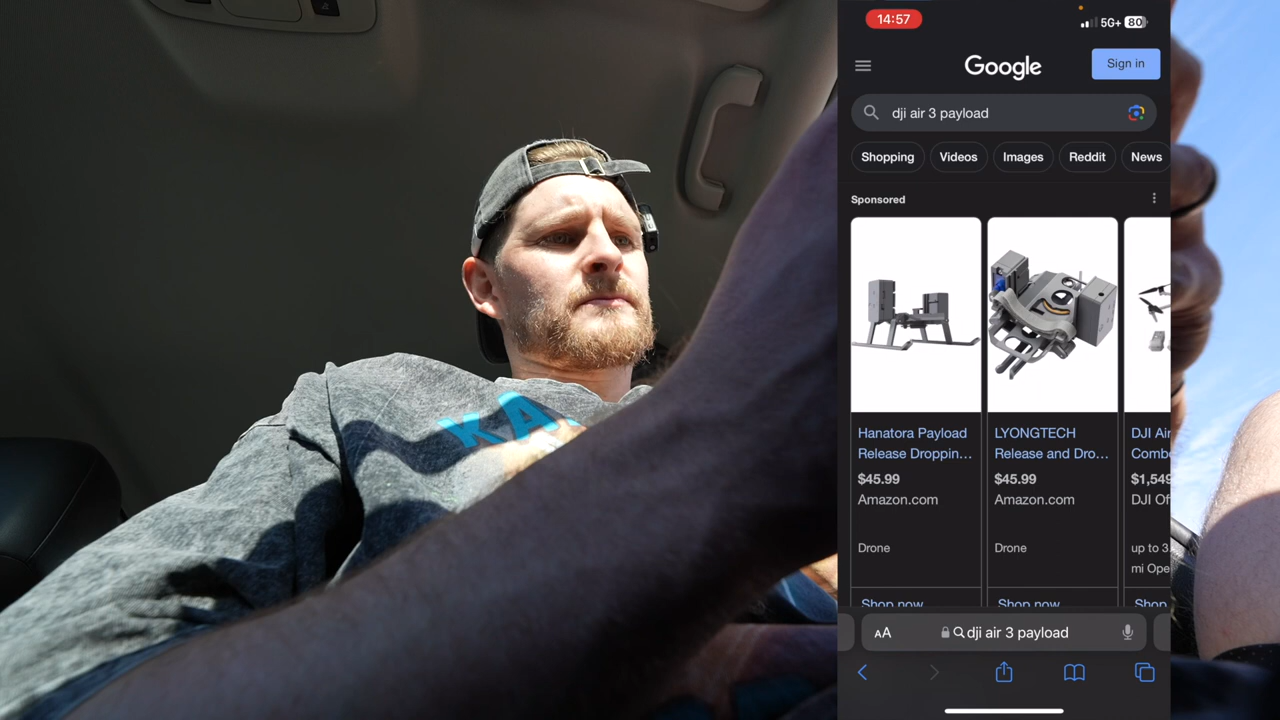 KA
14:57
5G+ 80
Google
Sign in
dji air 3 payload
Shopping Videos Images Reddit News
Sponsored
Hanatora Payload
Release Droppin...
$45.99
Amazon.com
Drone
Shop now
LYONGTECH
Release and Dro...
$45.99
Amazon.com
Drone
Shop now
DJI Air
Combo
$1,549
DJI Of
up to 3.
mi Ope
Shop
AA dji air 3 payload